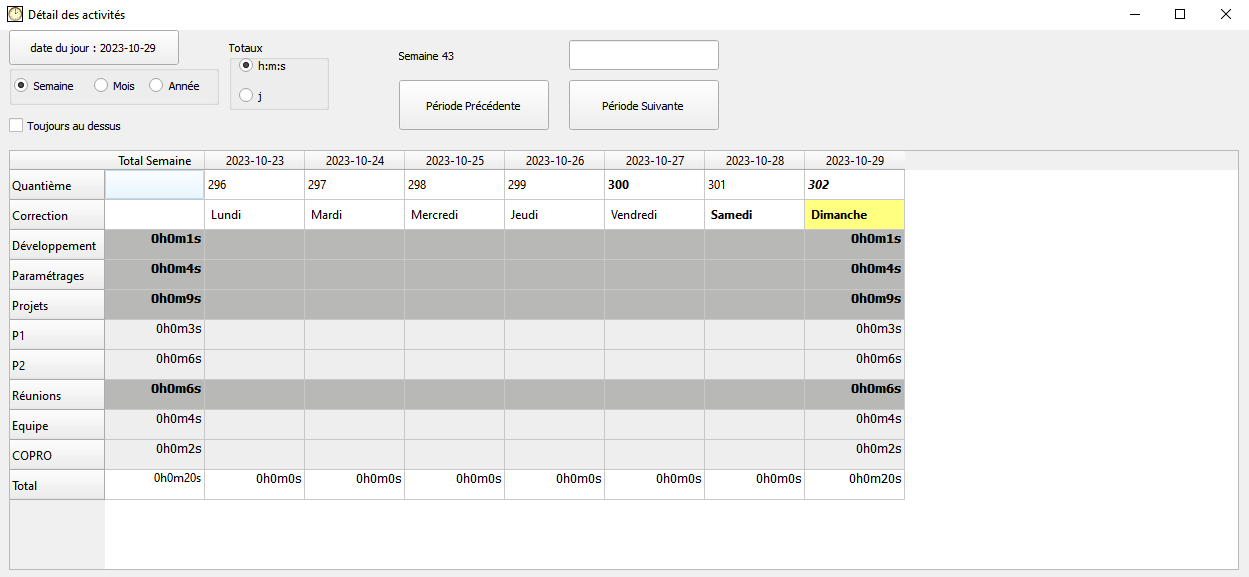 Détail des activités
date du jour : 2023-10-29
Semaine Mois Année
Toujours au dessus
Totaux
h:m:s
j
Semaine 43
Période Précédente Période Suivante
Total Semaine 2023-10-23 2023-10-24 2023-10-25 2023-10-26 2023-10-27 2023-10-28 2023-10-29
Quantième 296 297 298 299 300 301 302
Correction Lundi Mardi Mercredi Jeudi Vendredi Samedi Dimanche
Développement 0h0m1s 0h0m1s
Paramétrages 0h0m4s 0h0m4s
Projets 0h0m9s 0h0m9s
P1 0h0m3s 0h0m3s
P2 0h0m6s 0h0m6s
Réunions 0h0m6s 0h0m6s
Equipe 0h0m4s 0h0m4s
COPRO 0h0m2s 0h0m2s
Total 0h0m20s 0h0m0s 0h0m0s 0h0m0s 0h0m0s 0h0m0s 0h0m0s 0h0m20s